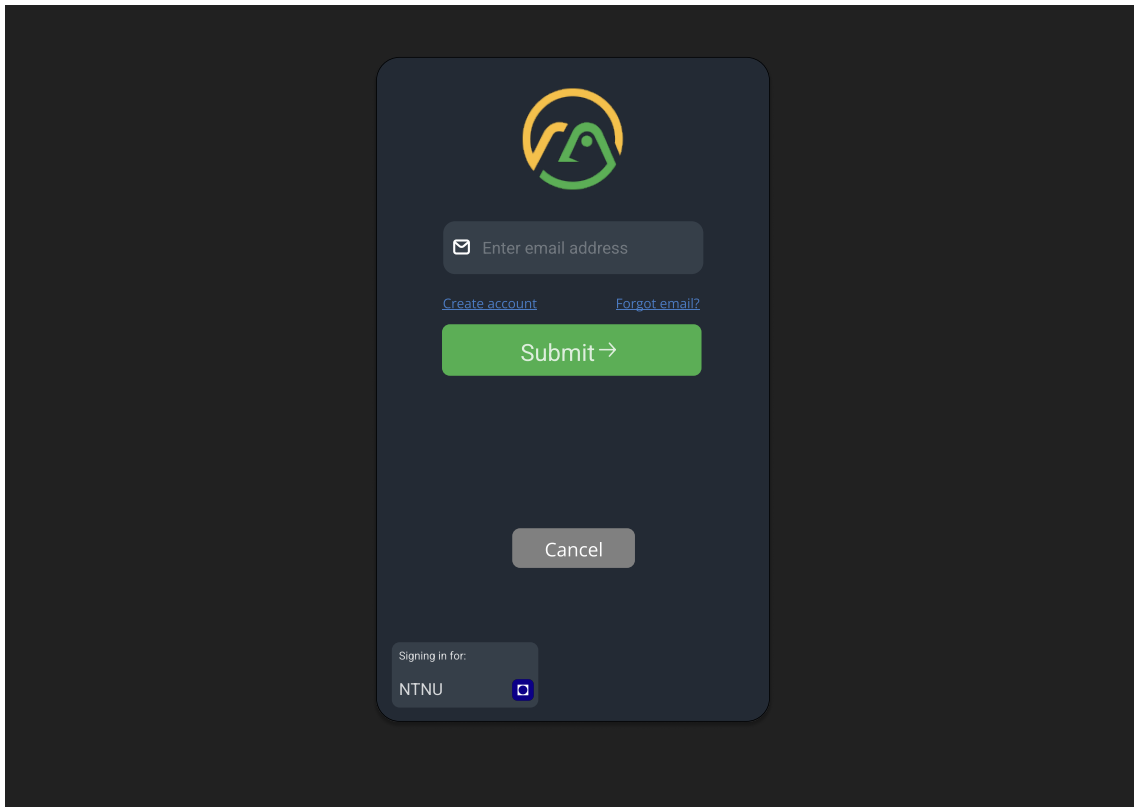 Enter email address
Create account Forgot email?
Submit→
Cancel
Signing in for:
NTNU